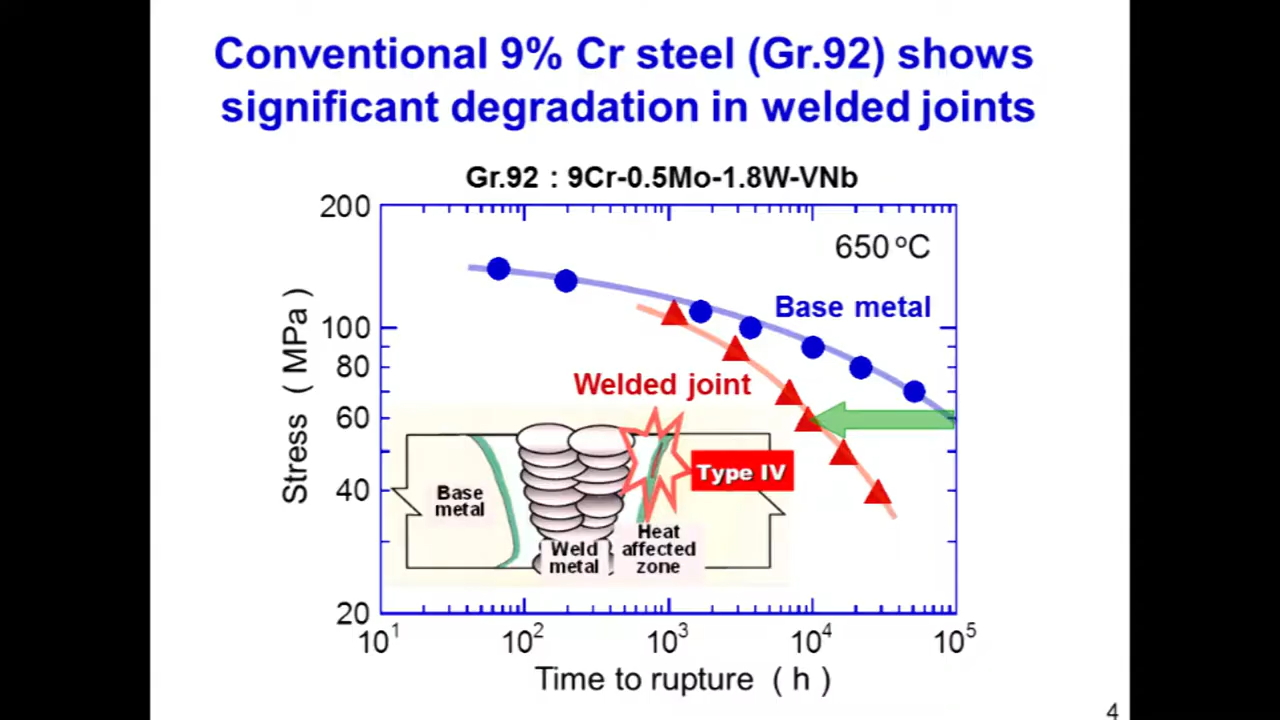 Conventional 9% Cr steel (Gr.92) shows
significant degradation in welded joints
Gr.92 : 9Cr-0.5Mo-1.8W-VNb
200
100
80
60
40
20
Stress ( MPa )
650 °C
Base metal
Welded joint
Type IV
Base
metal
Weld
metal
Heat
affected
zone
10¹
10²
10³
10⁴
10⁵
Time to rupture ( h )
4